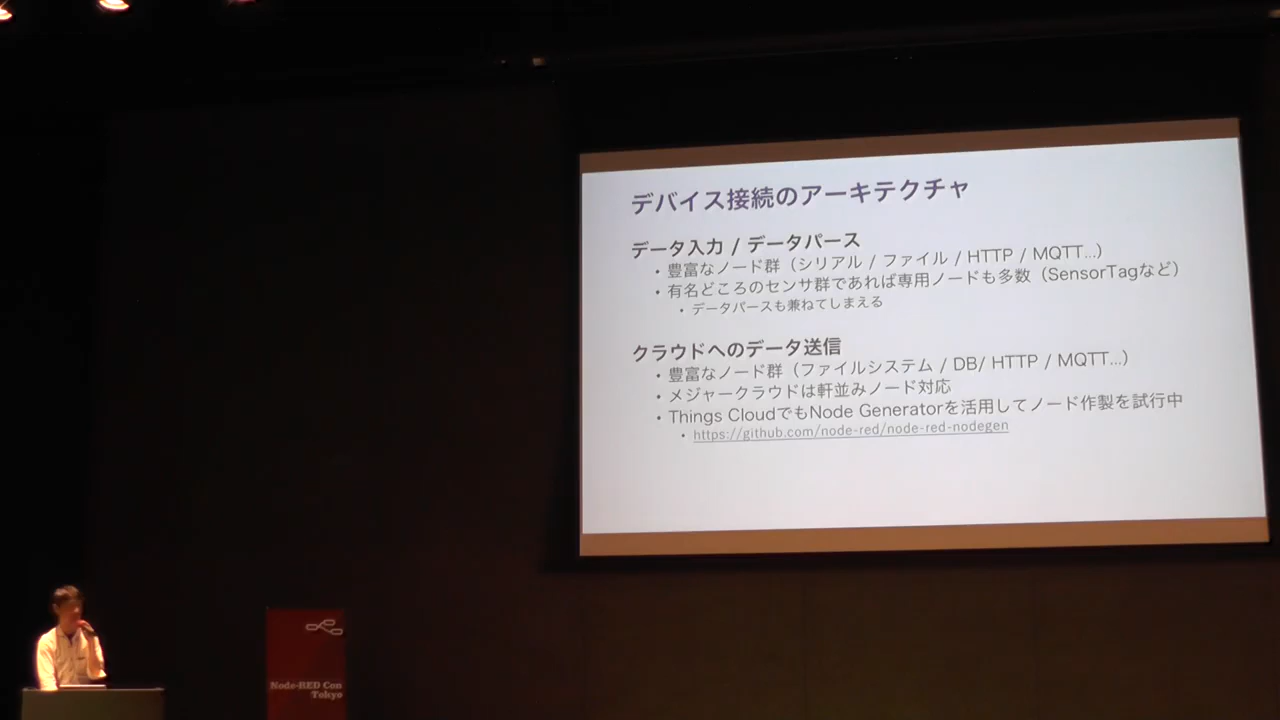 デバイス接続のアーキテクチャ
データ入力 / データパース
・豊富なノード群（シリアル / ファイル / HTTP / MQTT...）
・有名どころのセンサ群であれば専用ノードも多数（SensorTagなど）
・データパースも兼ねてしまえる
クラウドへのデータ送信
・豊富なノード群（ファイルシステム / DB/ HTTP / MQTT...）
・メジャークラウドは軒並みノード対応
・Things CloudでもNode Generatorを活用してノード作製を試行中
・https://github.com/node-red/node-red-nodegen
Node-RED Con
Tokyo